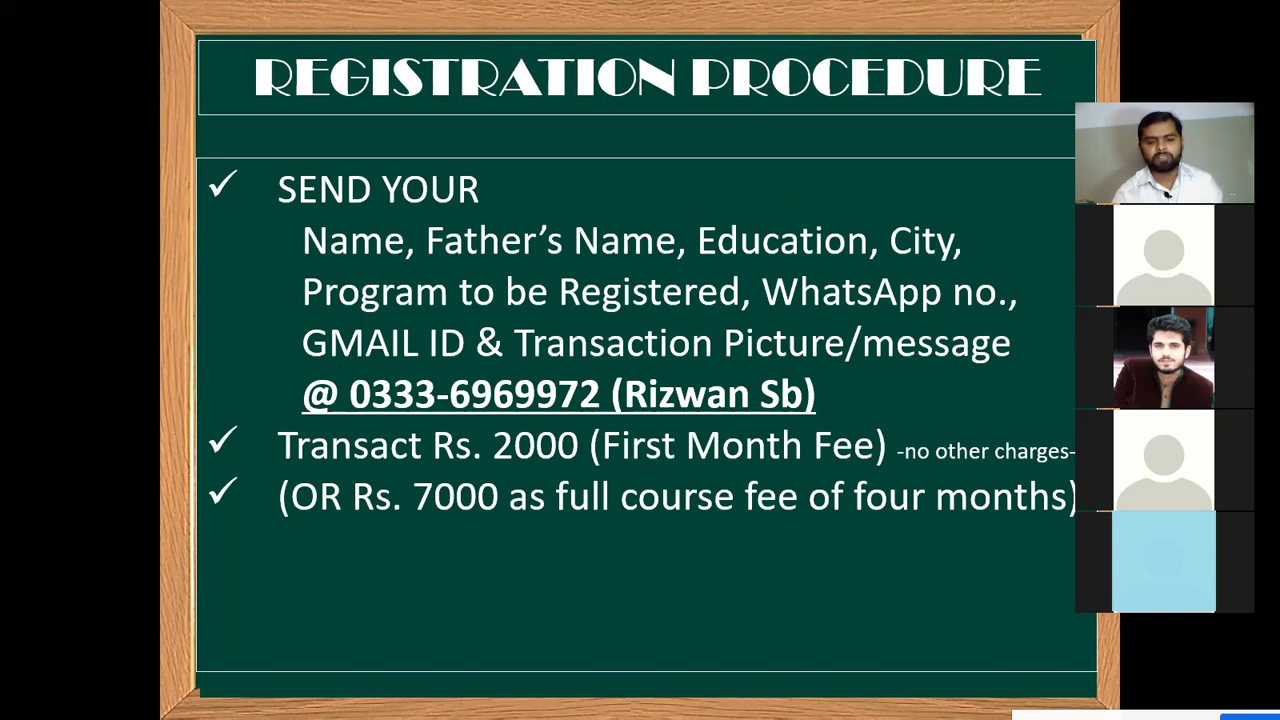 REGISTRATION PROCEDURE
SEND YOUR
Name, Father's Name, Education, City,
Program to be Registered, WhatsApp no.,
GMAIL ID & Transaction Picture/message
@ 0333-6969972 (Rizwan Sb)
Transact Rs. 2000 (First Month Fee) -no other charges-
(OR Rs. 7000 as full course fee of four months)